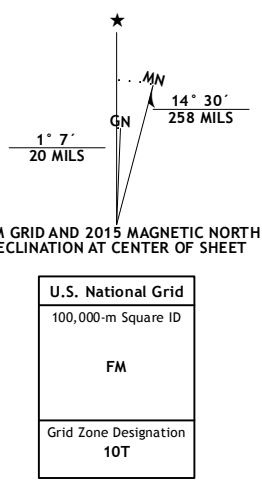 ★
MN
GN
14° 30´
258 MILS
1° 7´
20 MILS
GRID AND 2015 MAGNETIC NORTH
AT CENTER OF SHEET
U.S. National Grid
100,000-m Square ID
FM
Grid Zone Designation
10T